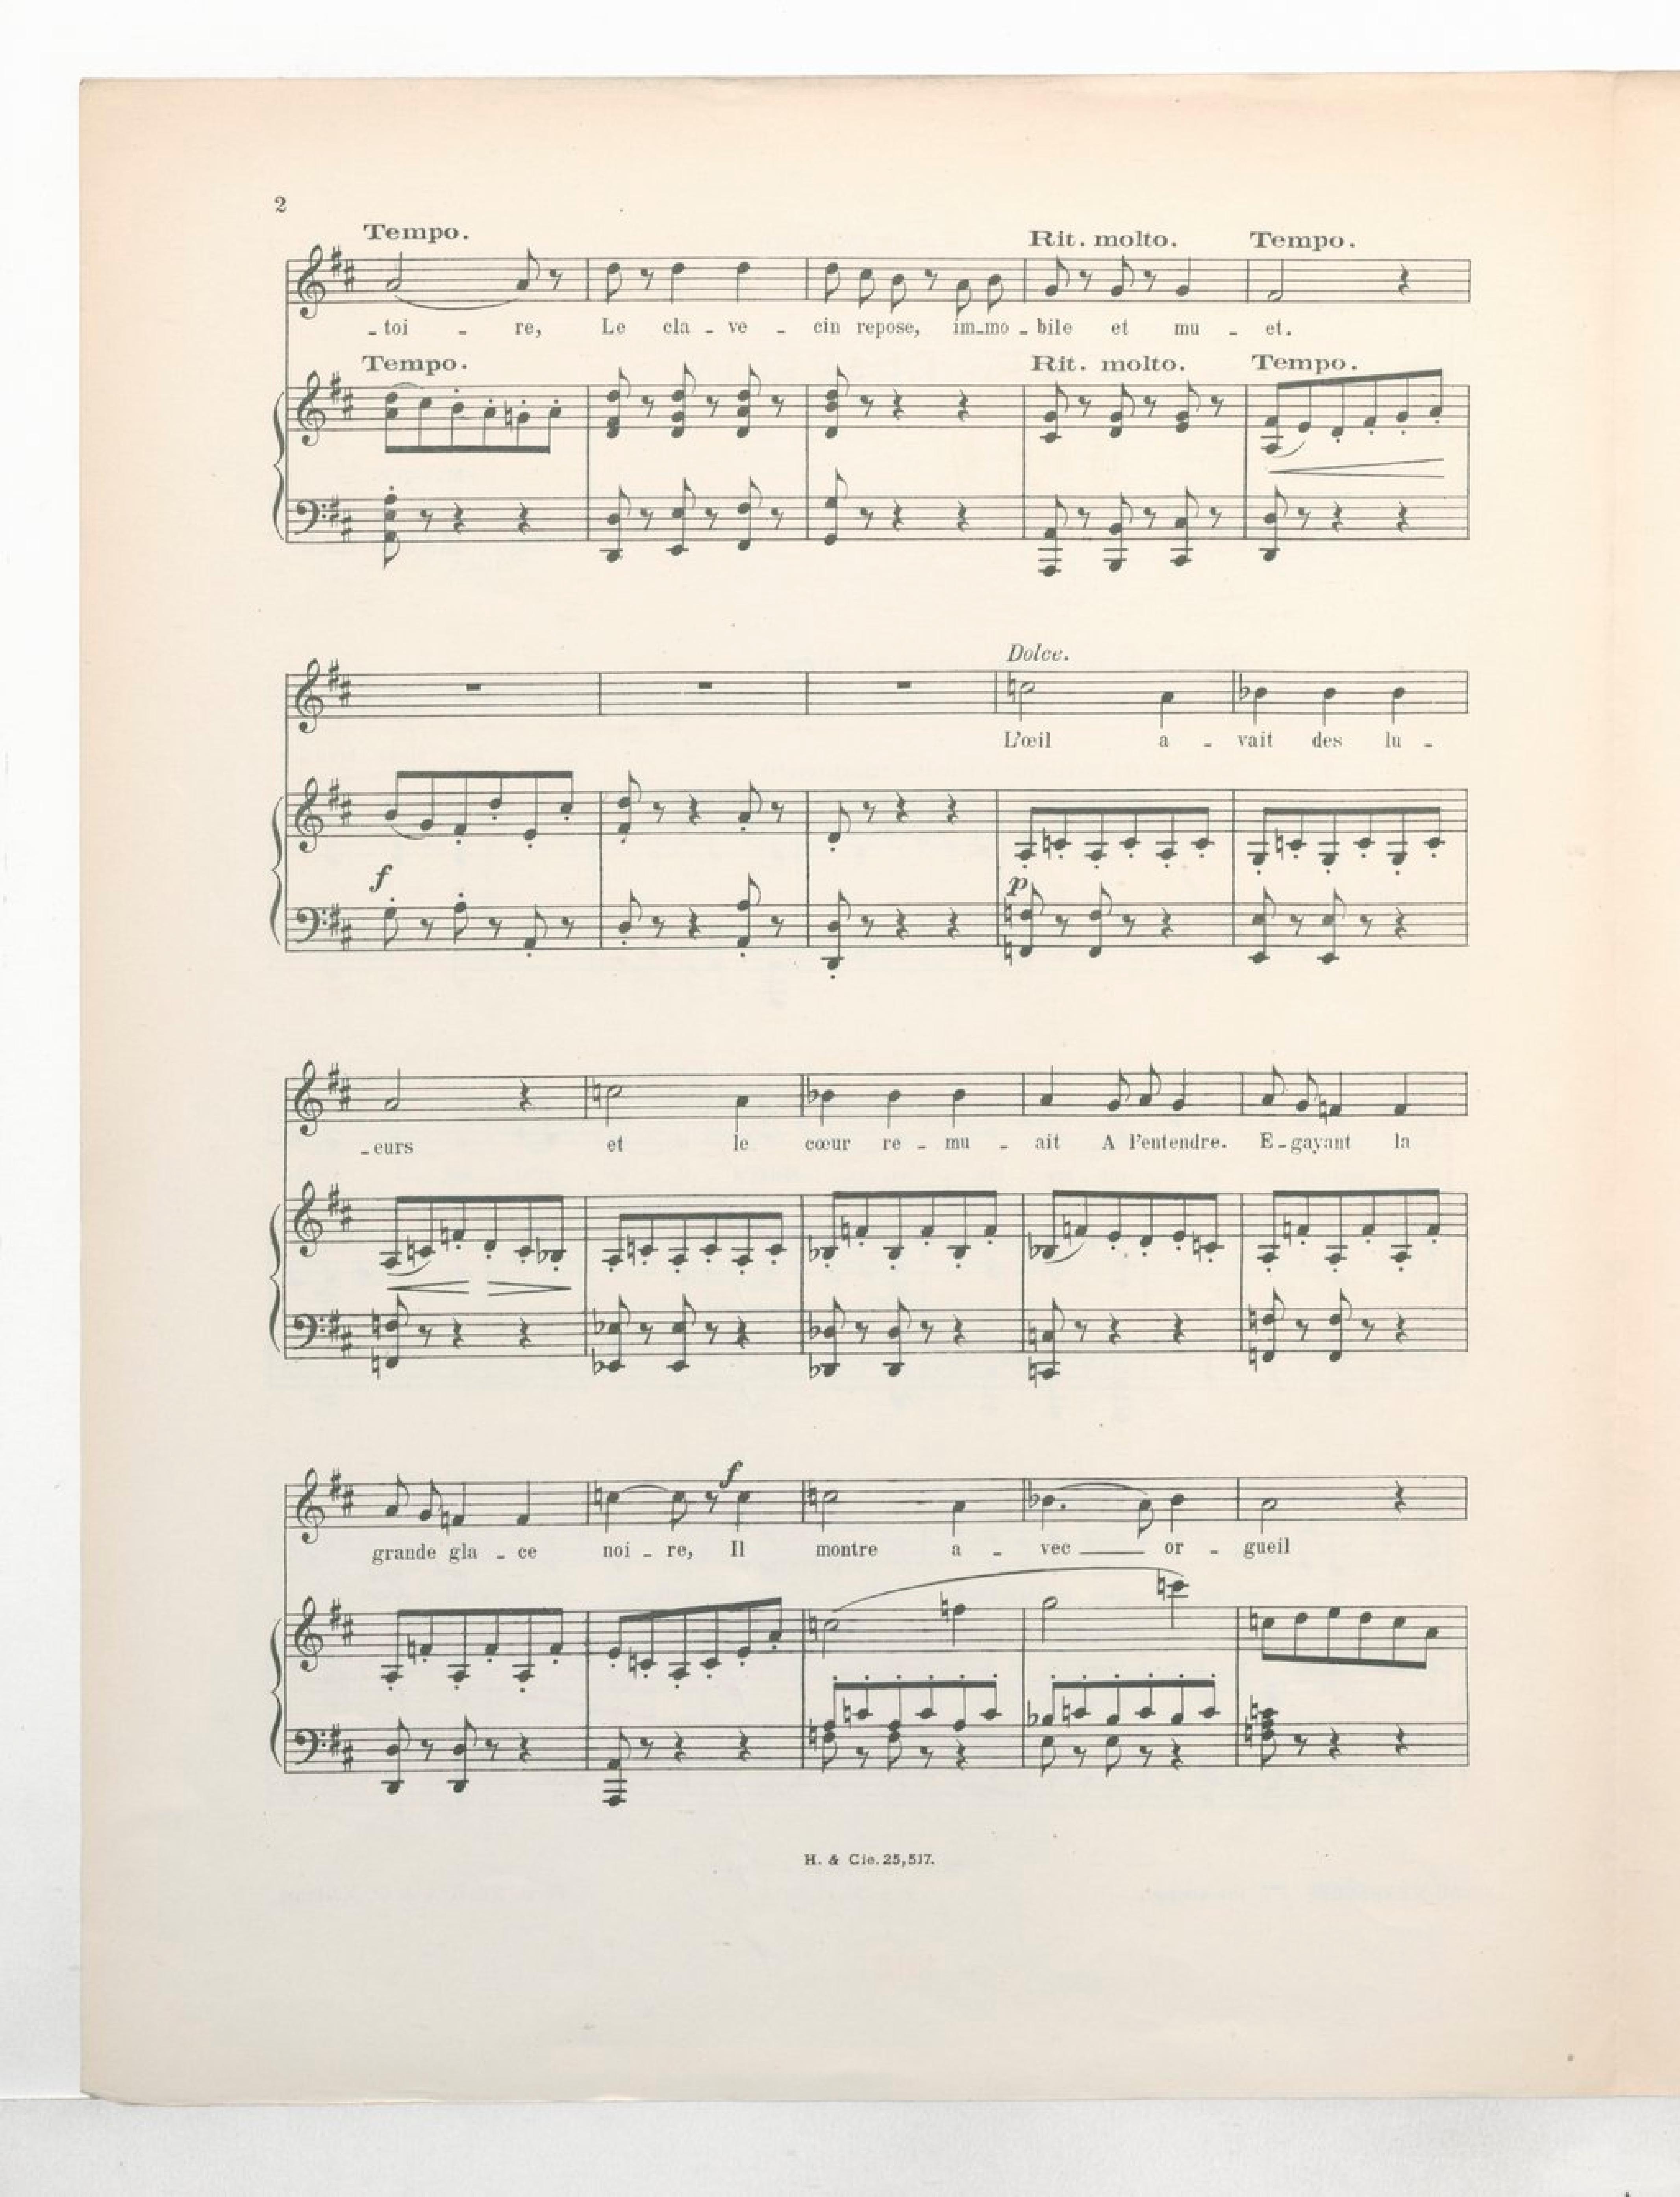 2
Tempo. Rit. molto. Tempo.
_ toi _ re, Le cla _ ve _ cin repose, im_mo _ bile et mu _ et.
Tempo. Rit. molto. Tempo.
Dolce.
L'œil a _ vait des lu _
f p
_ eurs et le cœur re _ mu _ ait A l'entendre. E _ gayant la
f
grande gla _ ce noi _ re, Il montre a _ vec or _ gueil
H. & Cie. 25,517.